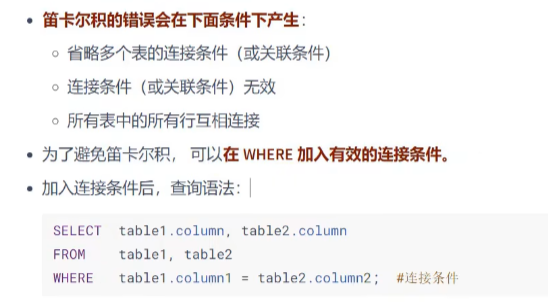 笛卡尔积的错误会在下面条件下产生：
省略多个表的连接条件（或关联条件）
连接条件（或关联条件）无效
所有表中的所有行互相连接
为了避免笛卡尔积， 可以在 WHERE 加入有效的连接条件。
加入连接条件后，查询语法：
SELECT table1.column, table2.column
FROM table1, table2
WHERE table1.column1 = table2.column2; #连接条件